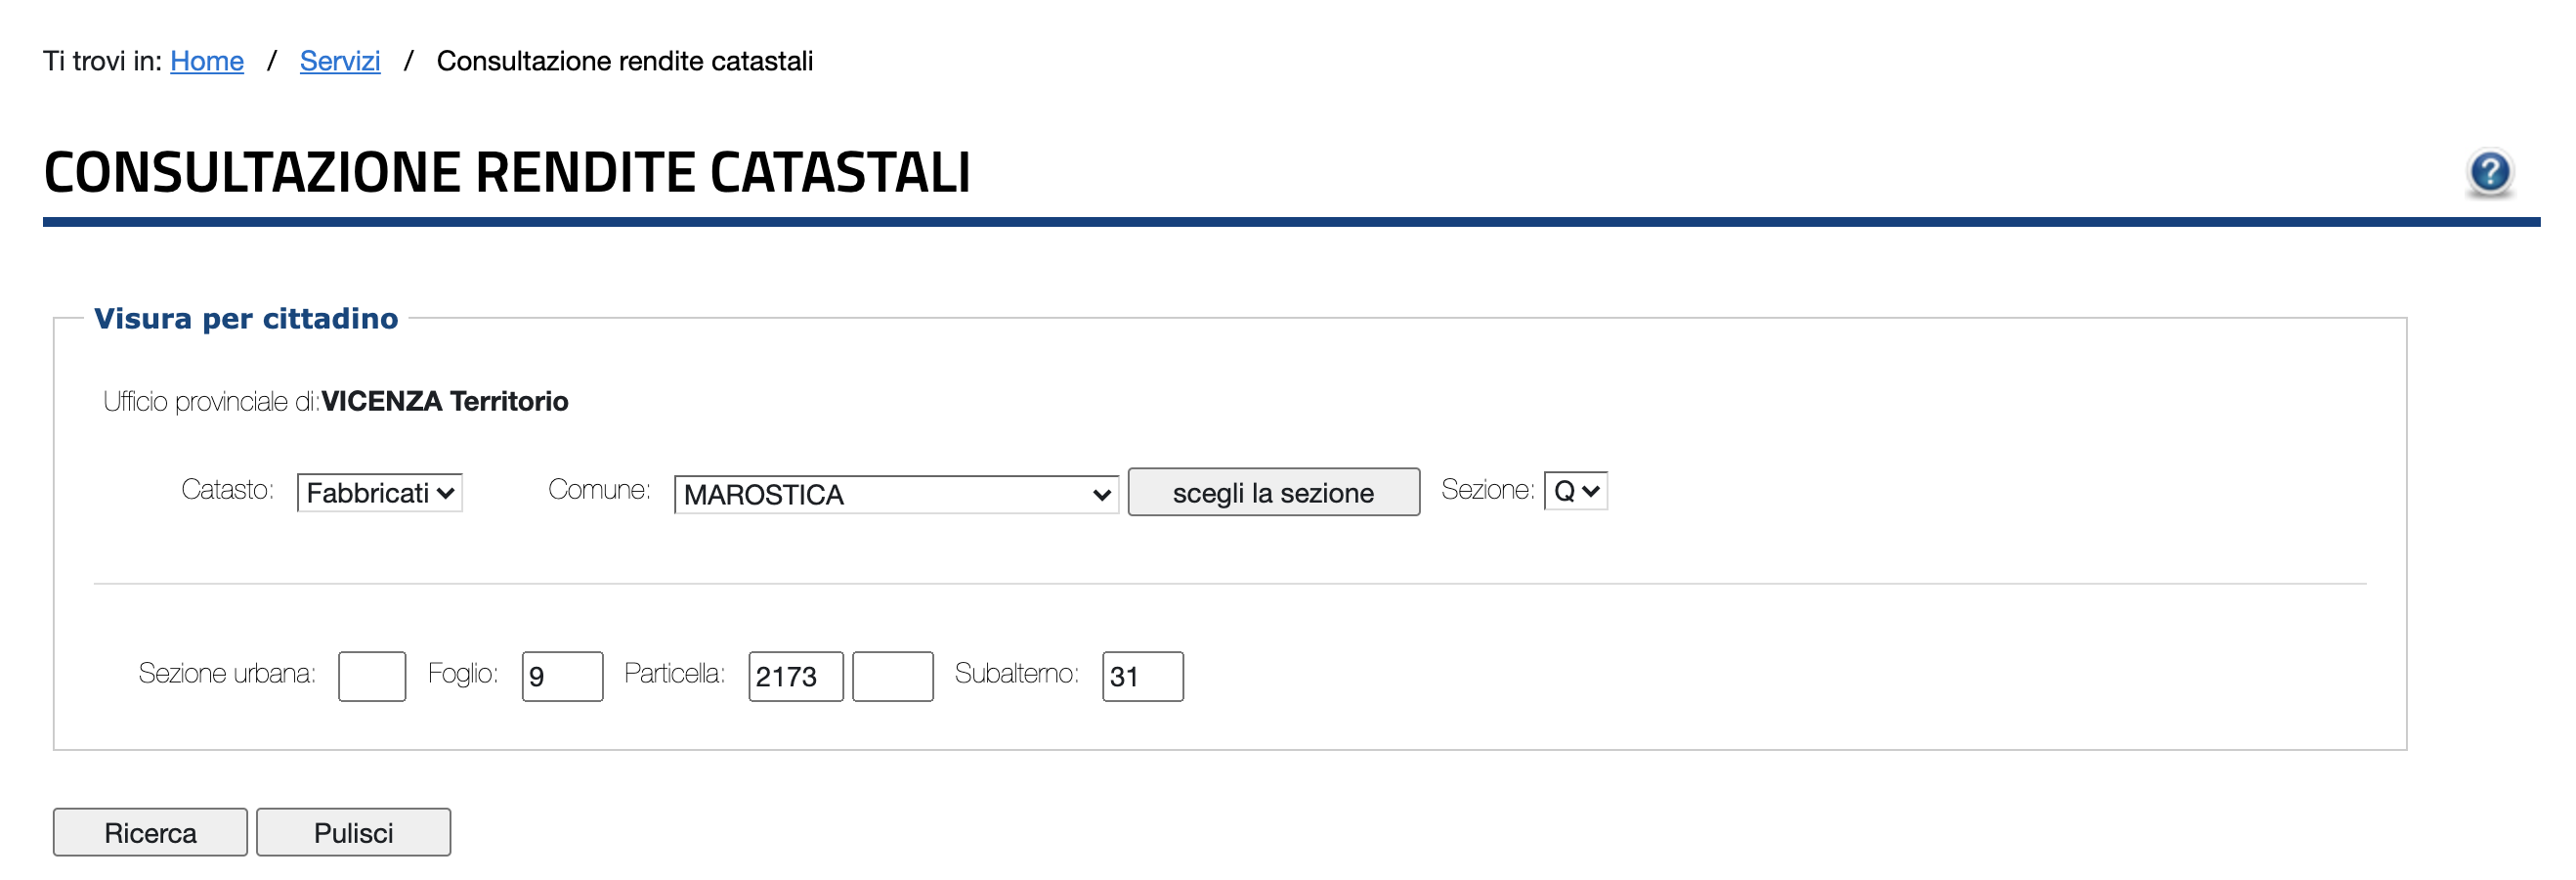 Ti trovi in: Home / Servizi / Consultazione rendite catastali
CONSULTAZIONE RENDITE CATASTALI
?
Visura per cittadino
Ufficio provinciale di:VICENZA Territorio
Catasto: Fabbricati Comune: MAROSTICA scegli la sezione Sezione: Q
Sezione urbana: Foglio: 9 Particella: 2173 Subalterno: 31
Ricerca Pulisci